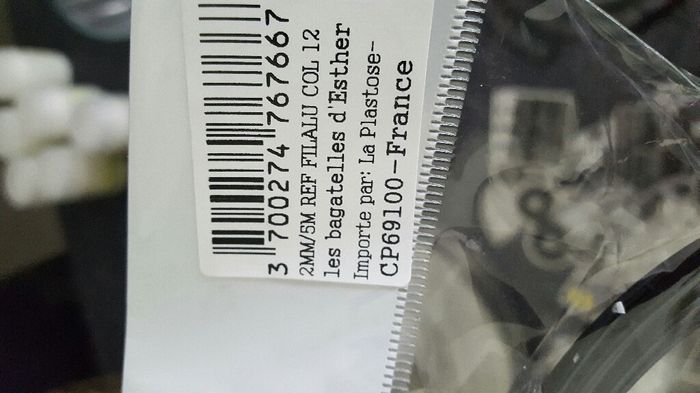 3 700274 767667
2MM/5M REF FILALU COL 12
les bagatelles d'Esther
Importe par: La Plastose-
CP69100-France